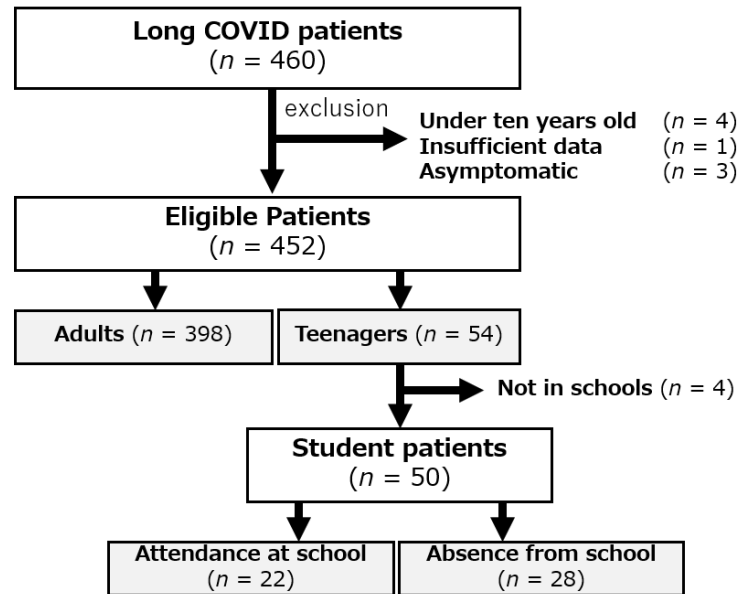 Long COVID patients
(n = 460)
exclusion
Under ten years old (n = 4)
Insufficient data (n = 1)
Asymptomatic (n = 3)
Eligible Patients
(n = 452)
Adults (n = 398)
Teenagers (n = 54)
Not in schools (n = 4)
Student patients
(n = 50)
Attendance at school
(n = 22)
Absence from school
(n = 28)